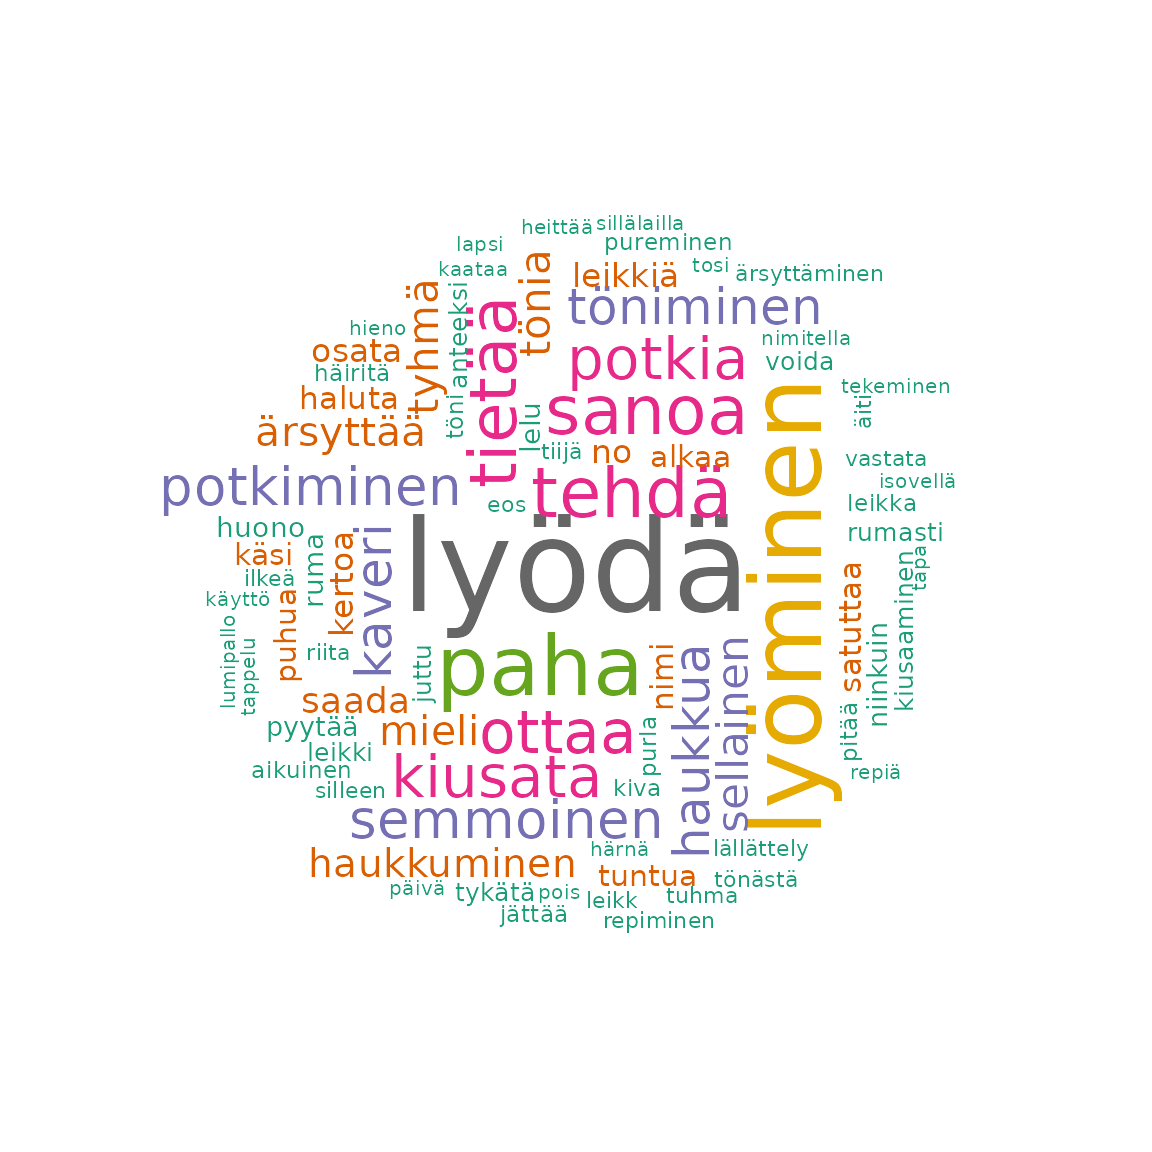 heittää
sillälailla
lapsi
pureminen
kaataa
leikkiä
tosi
ärsyttäminen
tönia
töniminen
hieno
tyhmä
anteeksi
tietää
nimitellä
osata
potkia
voida
häiritä
tekeminen
haluta
töni
lelu
sanoa
äiti
ärsyttää
tiijä
no
alkaa
lyöminen
vastata
potkiminen
eos
tehdä
isovellä
leikka
huono
rumasti
käsi
ruma
kertoa
kaveri
lyödä
ilkeä
käyttö
puhua
satuttaa
kiusaaminen
tapa
lumipallo
tappelu
riita
juttu
paha
nimi
haukkua
sellainen
niinkuin
saada
pyytää
mieli
ottaa
purla
pitää
leikki
aikuinen
silleen
kiusata
kiva
repiä
semmoinen
haukkuminen
härnä
lällättely
tuntua
tönästä
päivä
tykätä
pois
leikk
tuhma
jättää
repiminen